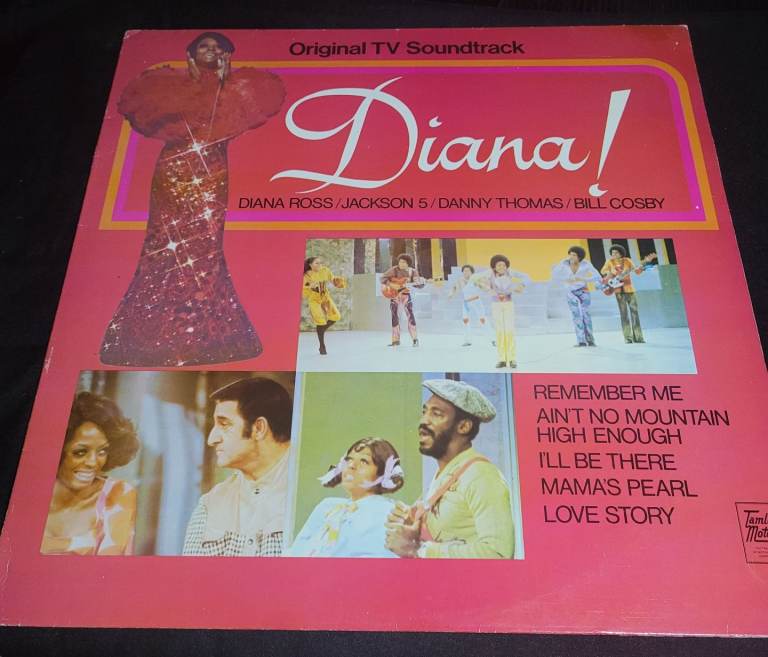 Original TV Soundtrack
Diana!
DIANA ROSS/JACKSON 5/DANNY THOMAS/BILL COSBY
REMEMBER ME
AIN'T NO MOUNTAIN
HIGH ENOUGH
I'LL BE THERE
MAMA'S PEARL
LOVE STORY